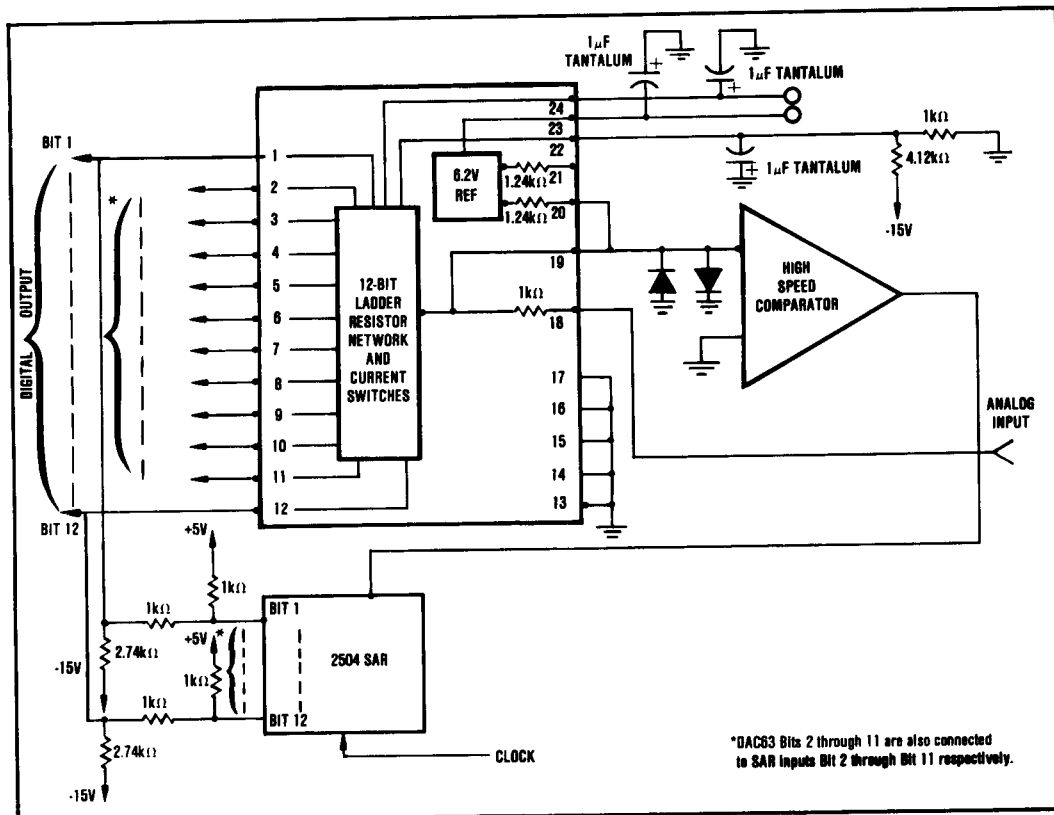 1μF
TANTALUM
+
1μF TANTALUM
+
24
23
1kΩ
22
BIT 1
1
6.2V
REF
1.24kΩ
21
4.12kΩ
2
+
1μF TANTALUM
1.24kΩ
20
*
3
-15V
4
19
HIGH
SPEED
COMPARATOR
DIGITAL OUTPUT
5
12-BIT
LADDER
RESISTOR
NETWORK
AND
CURRENT
SWITCHES
1kΩ
18
6
7
8
17
9
16
ANALOG
INPUT
10
15
11
14
12
13
BIT 12
+5V
1kΩ
1kΩ
BIT 1
+5V
*
2504 SAR
-15V
2.74kΩ
1kΩ
1kΩ
BIT 12
2.74kΩ
CLOCK
-15V
*DAC63 Bits 2 through 11 are also connected
to SAR inputs Bit 2 through Bit 11 respectively.